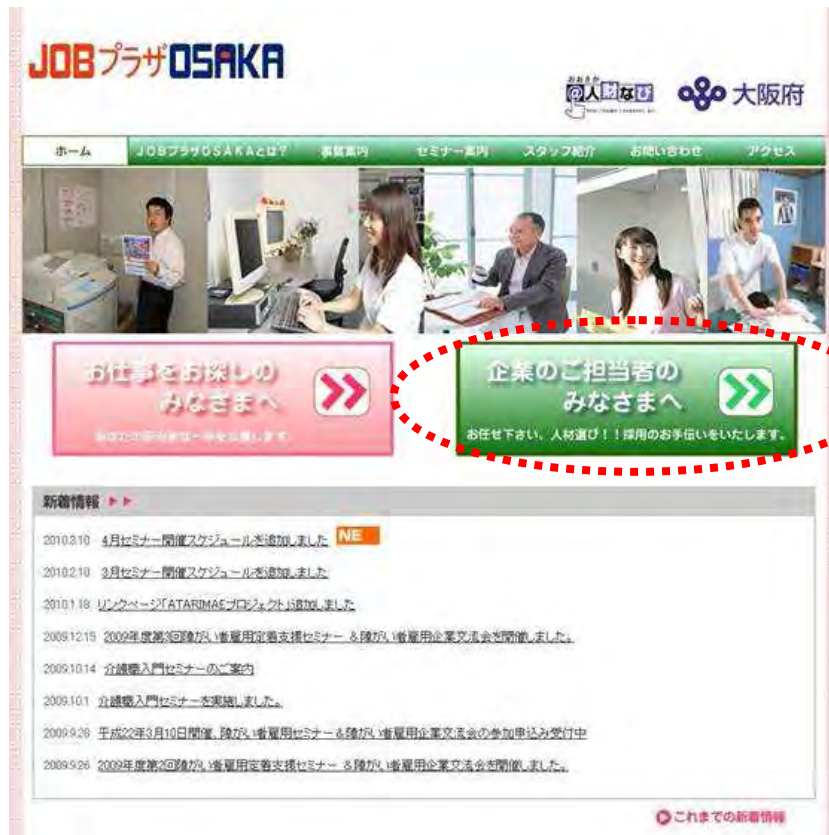 JOBプラザOSAKA
おおさか
@人財なび
大阪府
ホーム JOBプラザOSAKAとは? 事業案内 セミナー案内 スタッフ紹介 お問い合わせ アクセス
お仕事をお探しの
みなさまへ
企業のご担当者の
みなさまへ
お任せ下さい、人材選び!!採用のお手伝いをいたします。
新着情報
2010.3.10 4月セミナー開催スケジュールを追加しました NE
2010.2.10 3月セミナー開催スケジュールを追加しました
2010.1.18 リンクページ「ATARIMAEプロジェクト」追加しました
2009.12.15 2009年度第3回障がい者雇用定着支援セミナー &障がい者雇用企業交流会を開催しました。
2009.10.14 介護職入門セミナーのご案内
2009.10.1 介護職入門セミナーを実施しました。
2009.9.28 平成22年3月10日開催、障がい者雇用セミナー&障がい者雇用企業交流会の参加申込み受付中
2009.9.26 2009年度第2回障がい者雇用定着支援セミナー &障がい者雇用企業交流会を開催しました。
これまでの新着情報